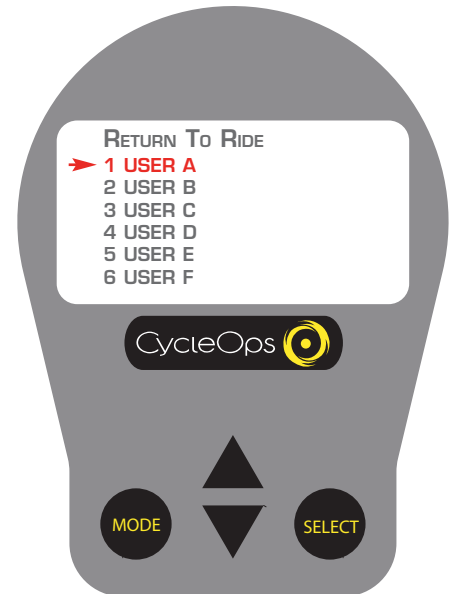 Return To Ride
1 USER A
2 USER B
3 USER C
4 USER D
5 USER E
6 USER F
CycleOps
MODE
SELECT